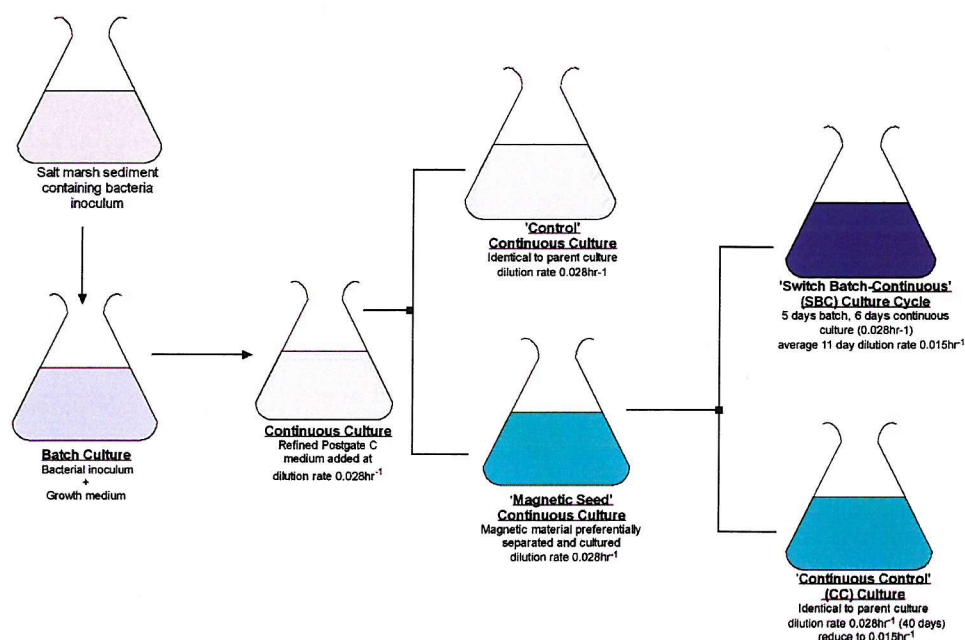 Salt marsh sediment
containing bacteria
inoculum
Batch Culture
Bacterial inoculum
+
Growth medium
Continuous Culture
Refined Postgate C
medium added at
dilution rate 0.028hr⁻¹
'Control'
Continuous Culture
Identical to parent culture
dilution rate 0.028hr-1
'Magnetic Seed'
Continuous Culture
Magnetic material preferentially
separated and cultured
dilution rate 0.028hr⁻¹
'Switch Batch-Continuous'
(SBC) Culture Cycle
5 days batch, 6 days continuous
culture (0.028hr-1)
average 11 day dilution rate 0.015hr⁻¹
'Continuous Control'
(CC) Culture
Identical to parent culture
dilution rate 0.028hr⁻¹ (40 days)
reduce to 0.015hr⁻¹